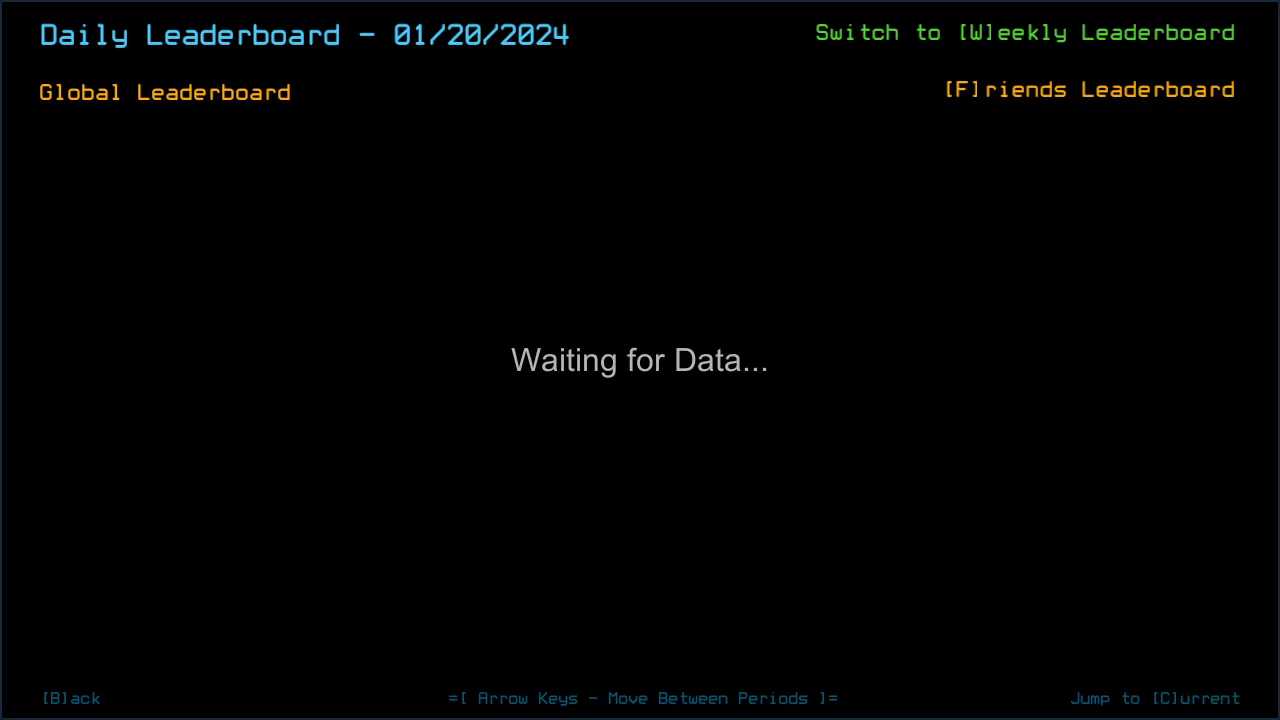 Daily Leaderboard - 01/20/2024
Switch to [W]eekly Leaderboard
Global Leaderboard
[F]riends Leaderboard
Waiting for Data...
[B]ack
=[ Arrow Keys - Move Between Periods ]=
Jump to [C]urrent